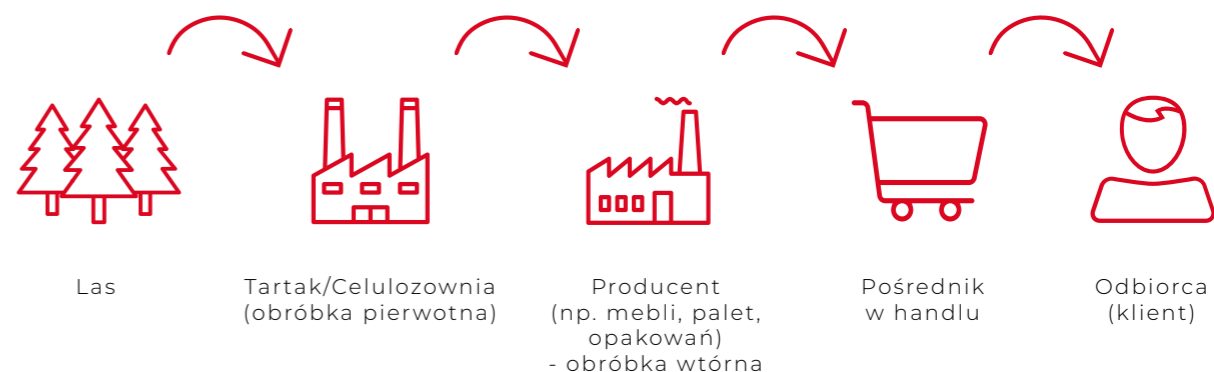 Las
Tartak/Celulozownia
(obróbka pierwotna)
Producent
(np. mebli, palet,
opakowań)
- obróbka wtórna
Pośrednik
w handlu
Odbiorca
(klient)